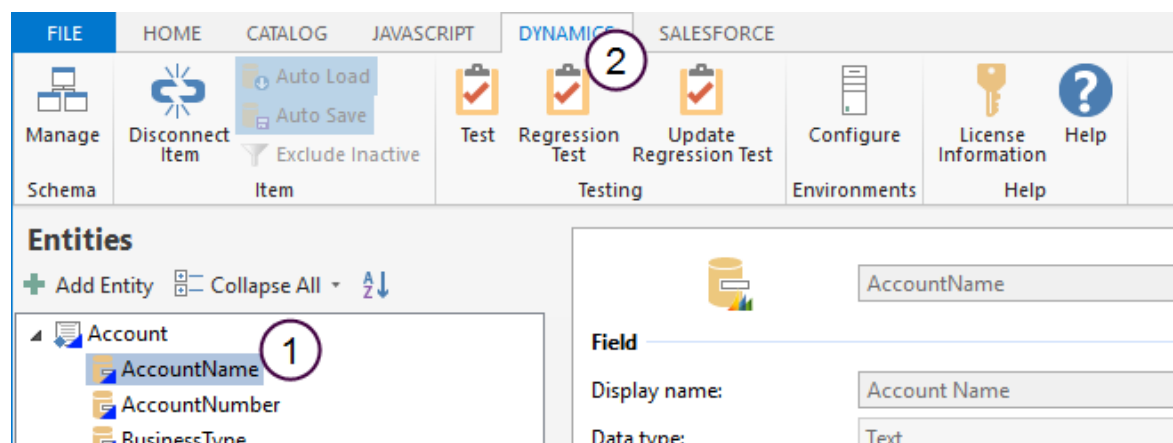 FILE HOME CATALOG JAVASCRIPT DYNAMICS SALESFORCE
2
Manage
Schema
Disconnect
Item
Auto Load
Auto Save
Exclude Inactive
Item
Test
Regression
Test
Update
Regression Test
Testing
Configure
Environments
License
Information
Help
Help
Entities
Add Entity Collapse All
Account
AccountName
1
AccountNumber
BusinessType
AccountName
Field
Display name: Account Name
Data type: Text